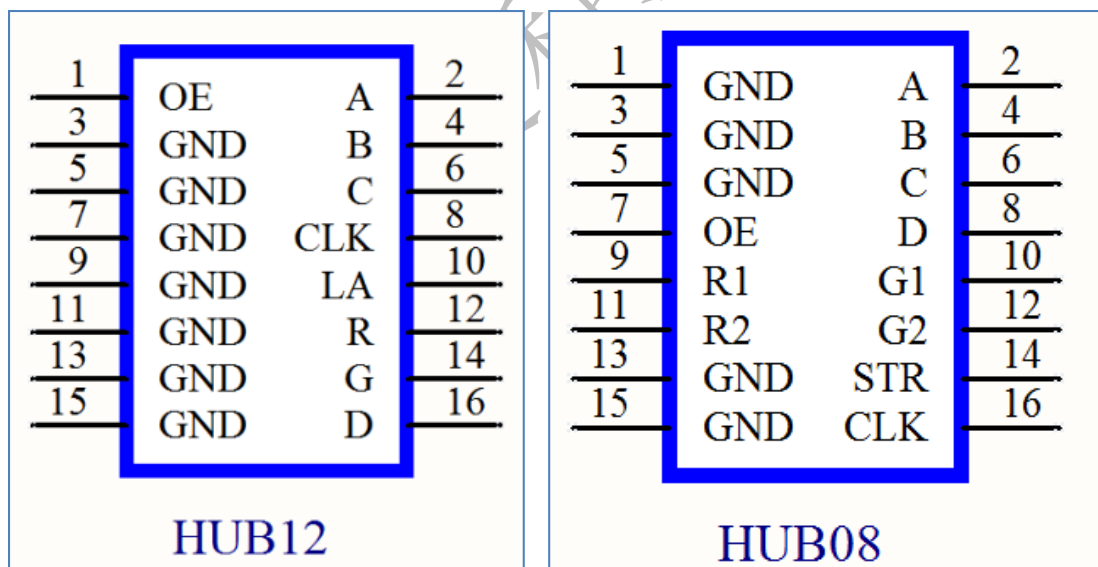 1 OE A 2
3 GND B 4
5 GND C 6
7 GND CLK 8
9 GND LA 10
11 GND R 12
13 GND G 14
15 GND D 16
HUB12
1 GND A 2
3 GND B 4
5 GND C 6
7 OE D 8
9 R1 G1 10
11 R2 G2 12
13 GND STR 14
15 GND CLK 16
HUB08